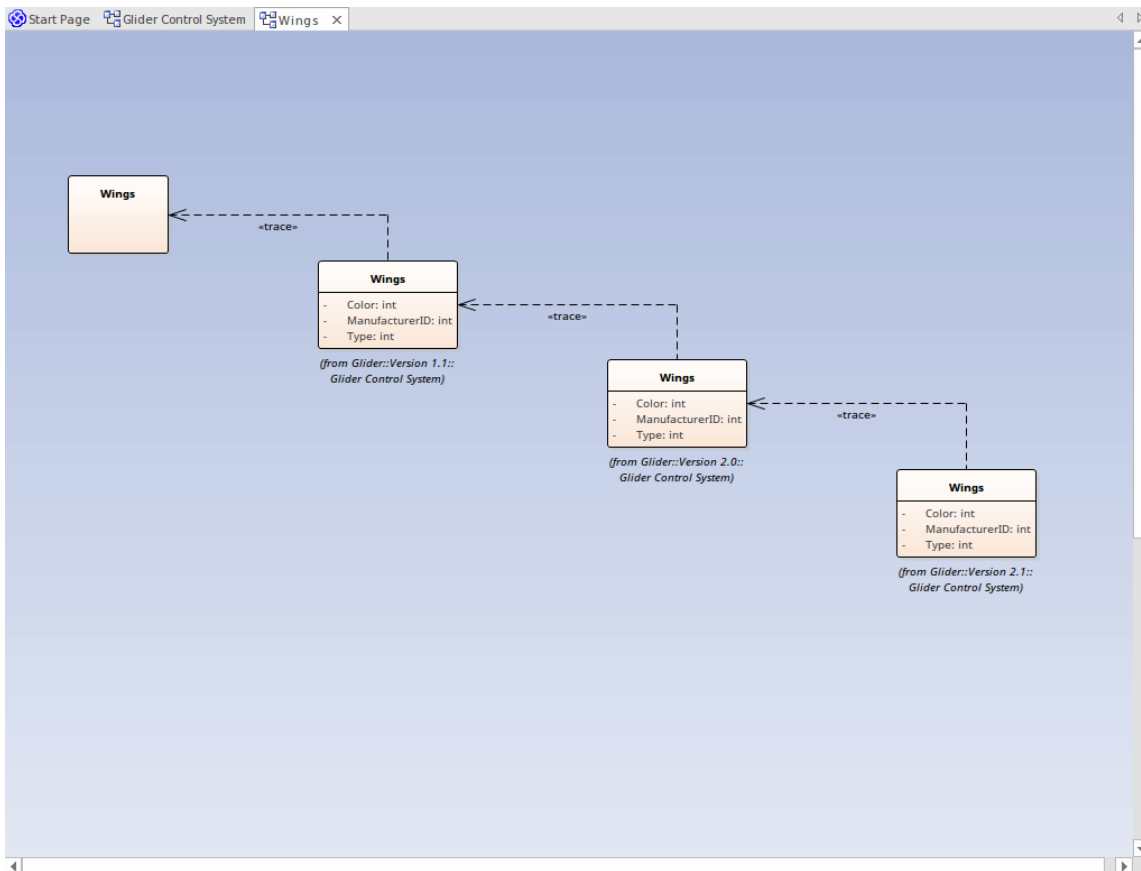 Start Page
Glider Control System
Wings
Wings
«trace»
Wings
- Color: int
- ManufacturerID: int
- Type: int
(from Glider::Version 1.1::
Glider Control System)
«trace»
Wings
- Color: int
- ManufacturerID: int
- Type: int
(from Glider::Version 2.0::
Glider Control System)
«trace»
Wings
- Color: int
- ManufacturerID: int
- Type: int
(from Glider::Version 2.1::
Glider Control System)